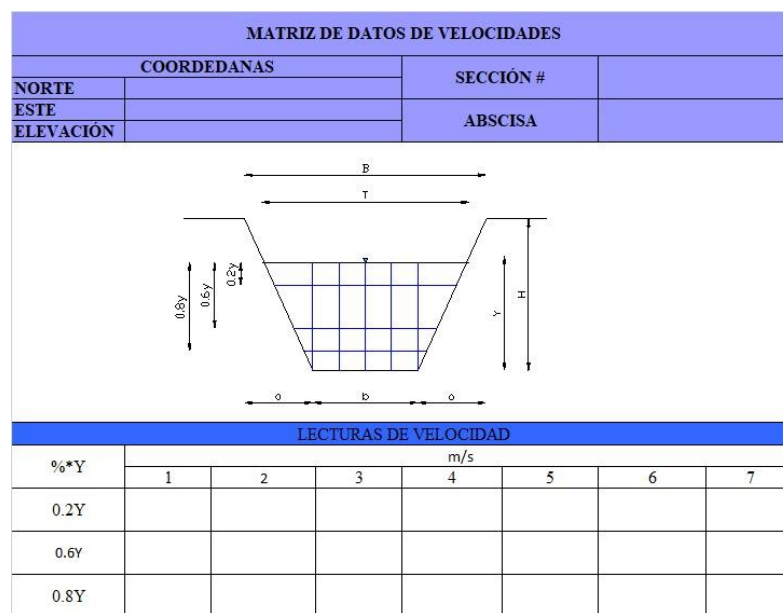 MATRIZ DE DATOS DE VELOCIDADES
COORDEDANAS
SECCIÓN #
NORTE
ESTE
ABSCISA
ELEVACIÓN
B
T
0.2y
0.6y
0.8y
Y
H
a
b
a
LECTURAS DE VELOCIDAD
%*Y
m/s
1 2 3 4 5 6 7
0.2Y
0.6Y
0.8Y